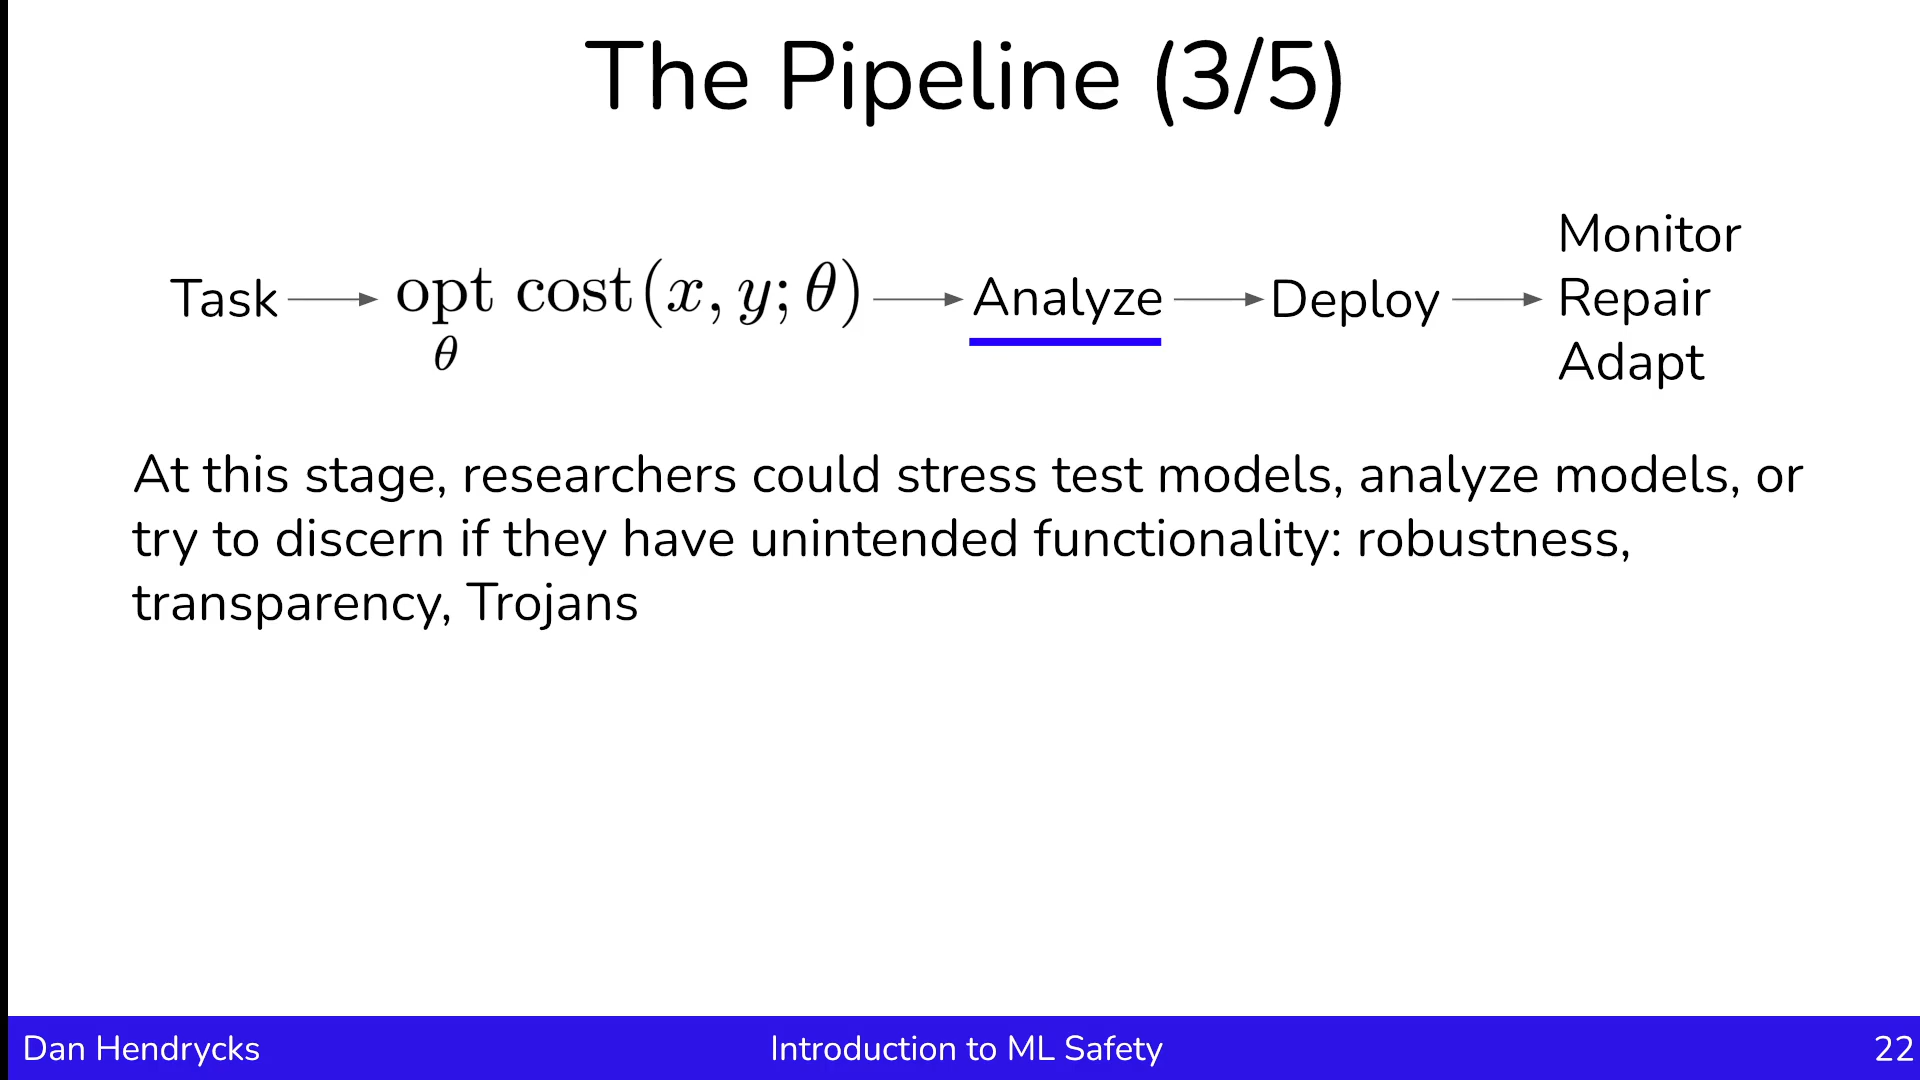 The Pipeline (3/5)
Task → opt cost(x, y; θ) → Analyze → Deploy → Monitor
θ
Repair
Adapt
At this stage, researchers could stress test models, analyze models, or
try to discern if they have unintended functionality: robustness,
transparency, Trojans
Dan Hendrycks
Introduction to ML Safety
22